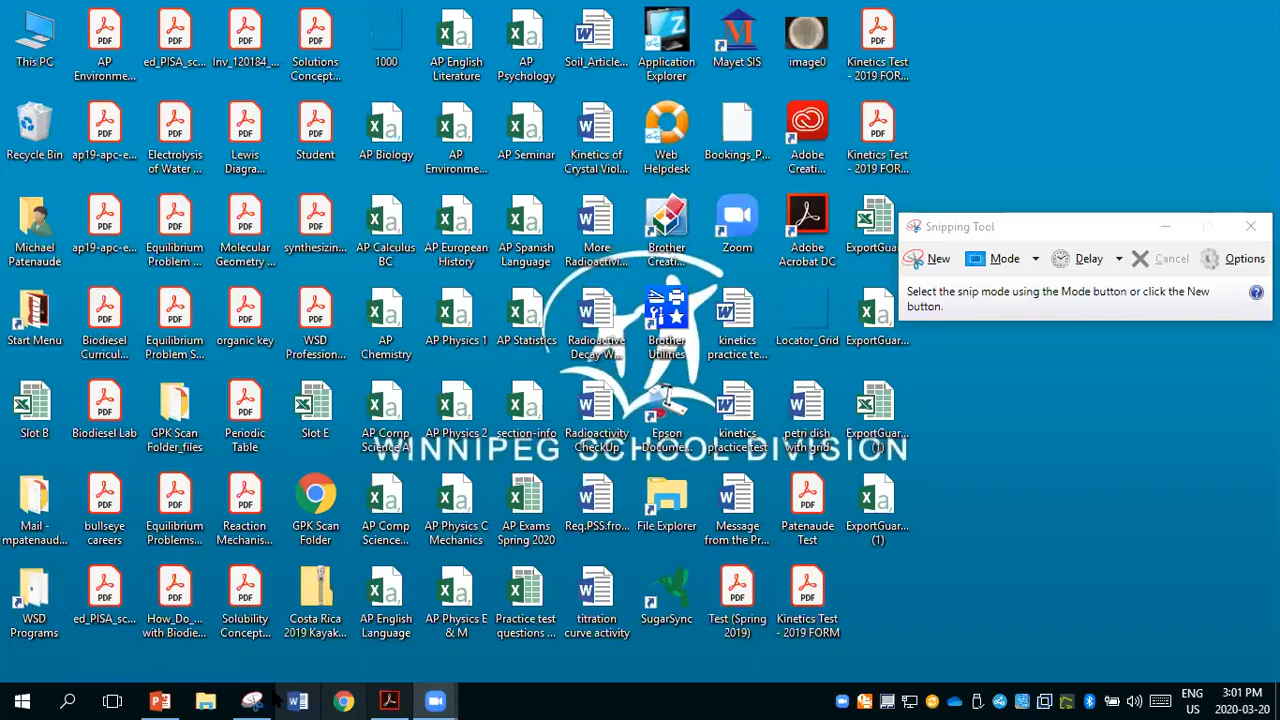 This PC
AP
Environme...
ed_PISA_sc...
Inv_120184_...
Solutions
Concept...
1000
AP English
Literature
AP
Psychology
Soil_Article...
Application
Explorer
Mayet SIS
image0
Kinetics Test
- 2019 FOR...
Recycle Bin
ap19-apc-e...
Electrolysis
of Water ...
Lewis
Diagra...
Student
AP Biology
AP
Environme...
AP Seminar
Kinetics of
Crystal Viol...
Web
Helpdesk
Bookings_P...
Adobe
Creati...
Kinetics Test
- 2019 FOR...
Michael
Patenaude
ap19-apc-e...
Equilibrium
Problem ...
Molecular
Geometry ...
synthesizin...
AP Calculus
BC
AP European
History
AP Spanish
Language
More
Radioactivi...
Brother
Creati...
Zoom
Adobe
Acrobat DC
ExportGuar...
Snipping Tool
New
Mode
Delay
Cancel
Options
Select the snip mode using the Mode button or click the New
button.
Start Menu
Biodiesel
Curricul...
Equilibrium
Problem S...
organic key
WSD
Profession...
AP
Chemistry
AP Physics 1
AP Statistics
Radioactive
Decay W...
Brother
Utilities
kinetics
practice te...
Locator_Grid
ExportGuar...
Slot B
Biodiesel Lab
GPK Scan
Folder_files
Periodic
Table
Slot E
AP Comp
Science A
AP Physics 2
section-info
Radioactivity
CheckUp
Epson
Docume...
kinetics
practice test
petri dish
with grid
ExportGuar...
(1)
WINNIPEG SCHOOL DIVISION
Mail -
mpatenaud...
bullseye
careers
Equilibrium
Problems...
Reaction
Mechanis...
GPK Scan
Folder
AP Comp
Science...
AP Physics C
Mechanics
AP Exams
Spring 2020
Req.PSS.fro...
File Explorer
Message
from the Pr...
Patenaude
Test
ExportGuar...
(1)
WSD
Programs
ed_PISA_sc...
How_Do_...
with Biodie...
Solubility
Concept...
Costa Rica
2019 Kayak...
AP English
Language
AP Physics E
& M
Practice test
questions ...
titration
curve activity
SugarSync
Test (Spring
2019)
Kinetics Test
- 2019 FORM
ENG
US
3:01 PM
2020-03-20